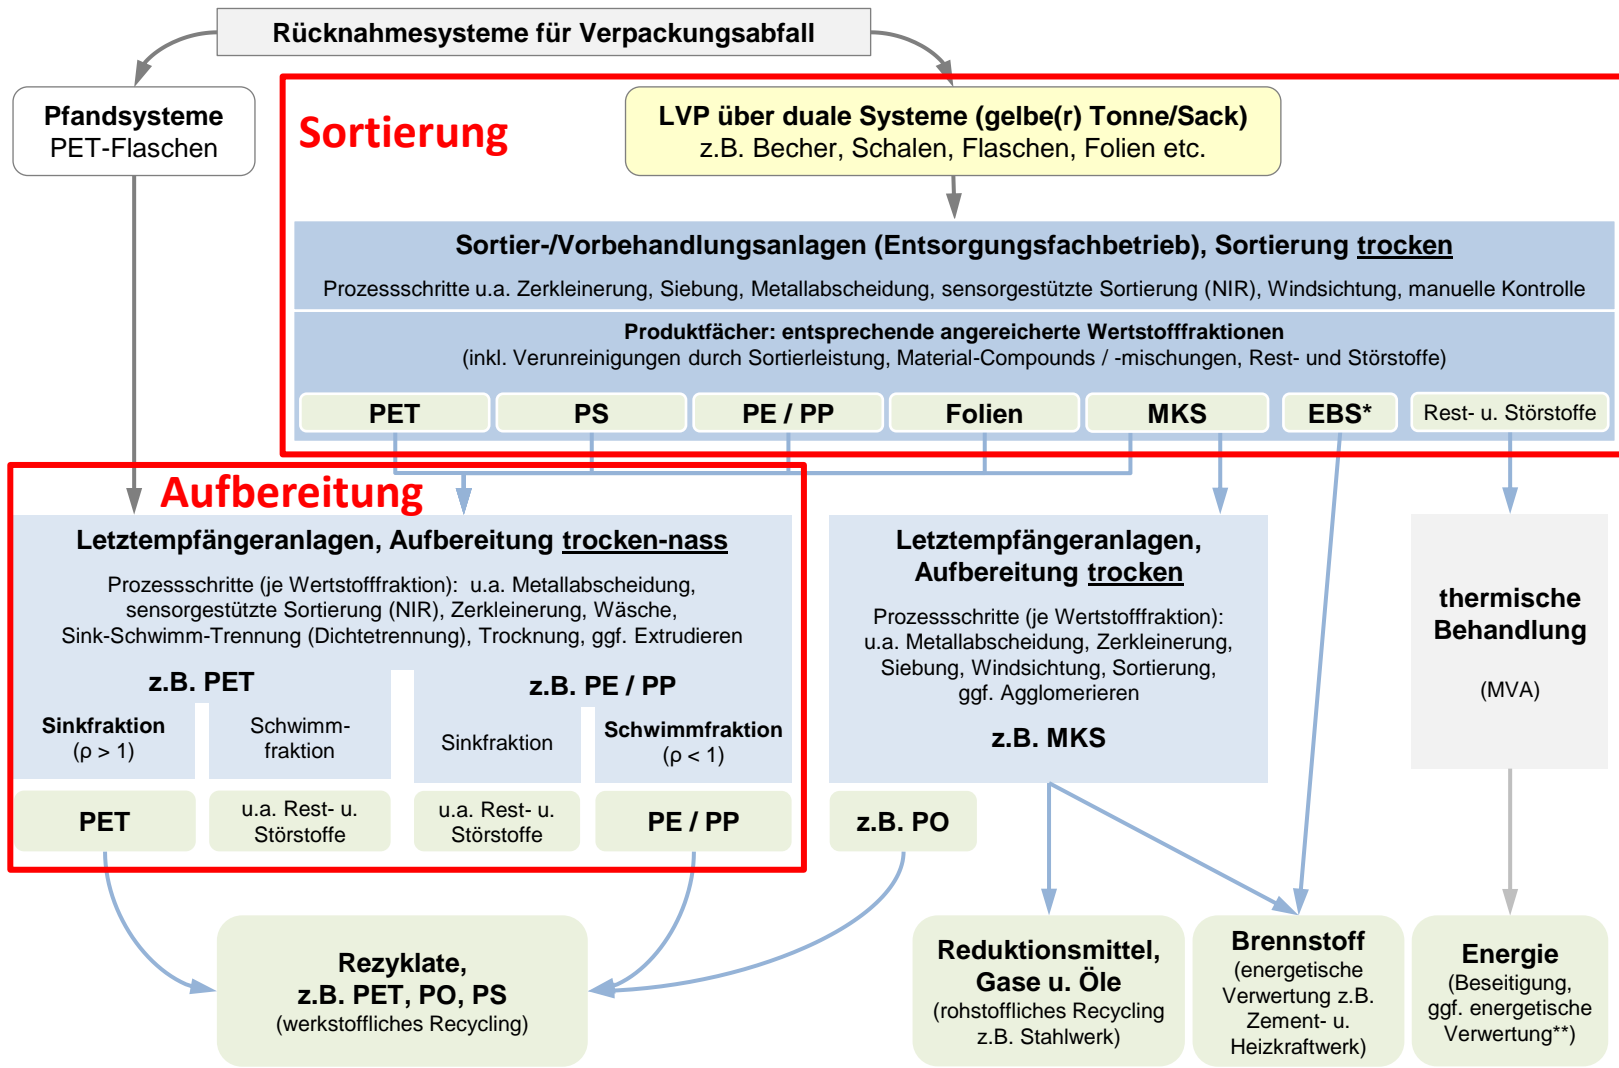 Rücknahmesysteme für Verpackungsabfall
Pfandsysteme
PET-Flaschen
Sortierung
LVP über duale Systeme (gelbe(r) Tonne/Sack)
z.B. Becher, Schalen, Flaschen, Folien etc.
Sortier-/Vorbehandlungsanlagen (Entsorgungsfachbetrieb), Sortierung trocken
Prozessschritte u.a. Zerkleinerung, Siebung, Metallabscheidung, sensorgestützte Sortierung (NIR), Windsichtung, manuelle Kontrolle
Produktfächer: entsprechende angereicherte Wertstofffraktionen
(inkl. Verunreinigungen durch Sortierleistung, Material-Compounds / -mischungen, Rest- und Störstoffe)
PET
PS
PE / PP
Folien
MKS
EBS*
Rest- u. Störstoffe
Aufbereitung
Letztempfängeranlagen, Aufbereitung trocken-nass
Prozessschritte (je Wertstofffraktion): u.a. Metallabscheidung,
sensorgestützte Sortierung (NIR), Zerkleinerung, Wäsche,
Sink-Schwimm-Trennung (Dichtetrennung), Trocknung, ggf. Extrudieren
z.B. PET
z.B. PE / PP
Sinkfraktion
(ρ > 1)
Schwimm-
fraktion
Sinkfraktion
Schwimmfraktion
(ρ < 1)
PET
u.a. Rest- u.
Störstoffe
u.a. Rest- u.
Störstoffe
PE / PP
Letztempfängeranlagen,
Aufbereitung trocken
Prozessschritte (je Wertstofffraktion):
u.a. Metallabscheidung, Zerkleinerung,
Siebung, Windsichtung, Sortierung,
ggf. Agglomerieren
z.B. MKS
z.B. PO
thermische
Behandlung
(MVA)
Rezyklate,
z.B. PET, PO, PS
(werkstoffliches Recycling)
Reduktionsmittel,
Gase u. Öle
(rohstoffliches Recycling
z.B. Stahlwerk)
Brennstoff
(energetische
Verwertung z.B.
Zement- u.
Heizkraftwerk)
Energie
(Beseitigung,
ggf. energetische
Verwertung**)